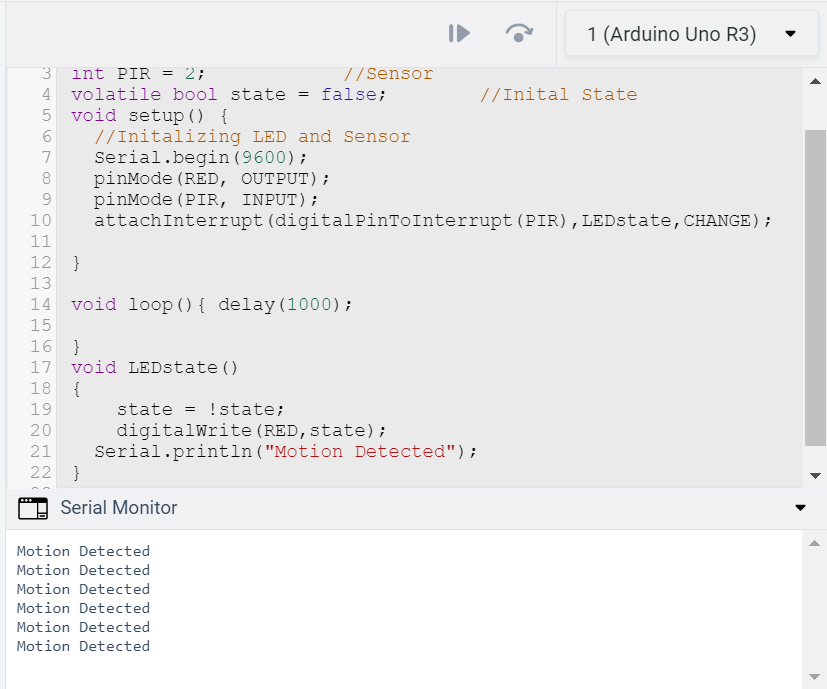 1 (Arduino Uno R3)
3 int PIR = 2; //Sensor
4 volatile bool state = false; //Inital State
5 void setup() {
6 //Initalizing LED and Sensor
7 Serial.begin(9600);
8 pinMode(RED, OUTPUT);
9 pinMode(PIR, INPUT);
10 attachInterrupt(digitalPinToInterrupt(PIR),LEDstate,CHANGE);
11
12 }
13
14 void loop(){ delay(1000);
15
16 }
17 void LEDstate()
18 {
19 state = !state;
20 digitalWrite(RED,state);
21 Serial.println("Motion Detected");
22 }
Serial Monitor
Motion Detected
Motion Detected
Motion Detected
Motion Detected
Motion Detected
Motion Detected